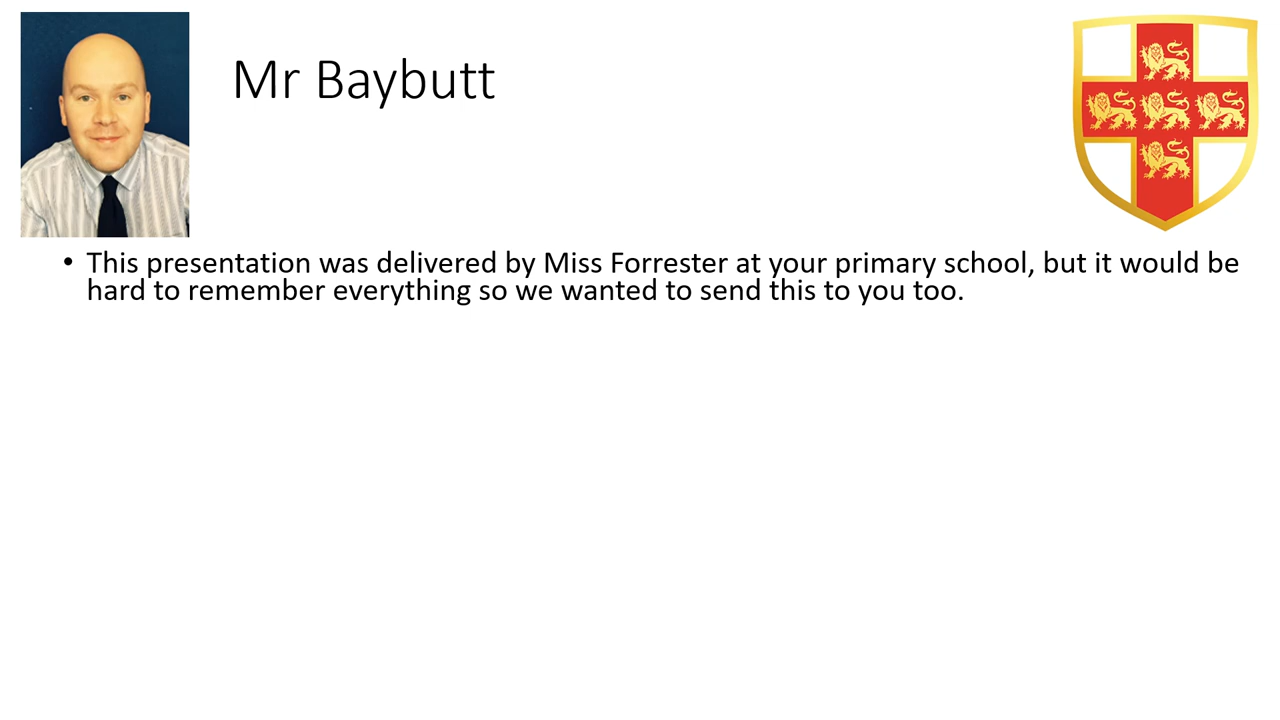 Mr Baybutt
• This presentation was delivered by Miss Forrester at your primary school, but it would be
hard to remember everything so we wanted to send this to you too.